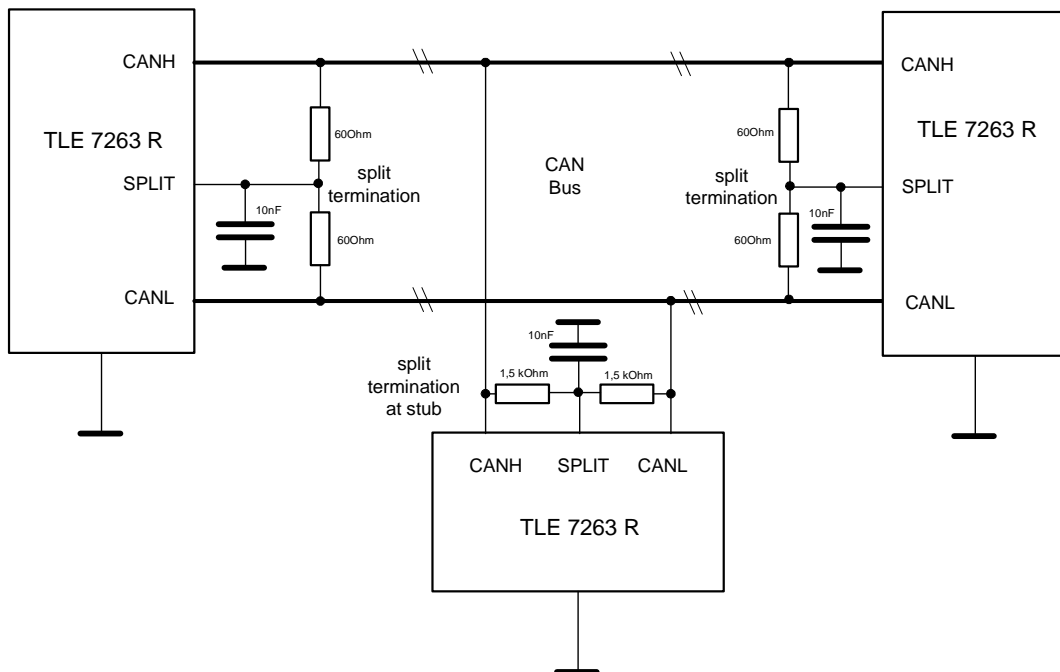 CANH
TLE 7263 R
SPLIT
10nF
CANL
60Ohm
split
termination
60Ohm
CAN
Bus
60Ohm
split
termination
10nF
60Ohm
CANH
TLE 7263 R
SPLIT
CANL
split
termination
at stub
10nF
1,5 kOhm
1,5 kOhm
CANH
SPLIT
CANL
TLE 7263 R